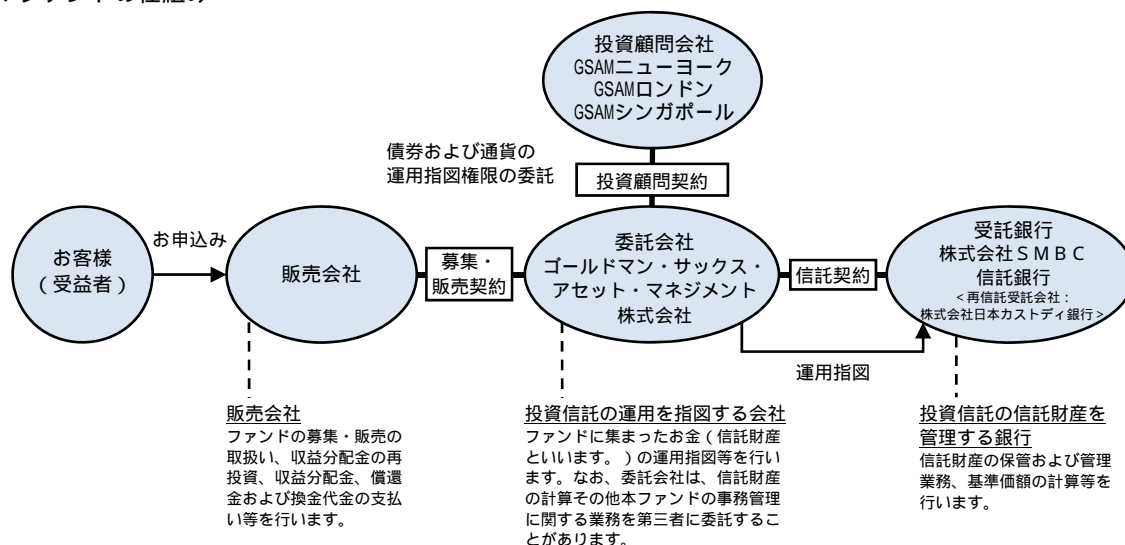 投資顧問会社
GSAMニューヨーク
GSAMロンドン
GSAMシンガポール
債券および通貨の
運用指図権限の委託
投資顧問契約
お客様
(受益者)
お申込み
販売会社
募集・
販売契約
委託会社
ゴールドマン・サックス・
アセット・マネジメント
株式会社
信託契約
受託銀行
株式会社SMBC
信託銀行
<再信託受託会社:
株式会社日本カストディ銀行>
運用指図
販売会社
ファンドの募集・販売の
取扱い、収益分配金の再
投資、収益分配金、償還
金および換金代金の支払
い等を行います。
投資信託の運用を指図する会社
ファンドに集まったお金(信託財産
といいます。)の運用指図等を行い
ます。なお、委託会社は、信託財産
の計算その他本ファンドの事務管理
に関する業務を第三者に委託するこ
とがあります。
投資信託の信託財産を
管理する銀行
信託財産の保管および管理
業務、基準価額の計算等を
行います。